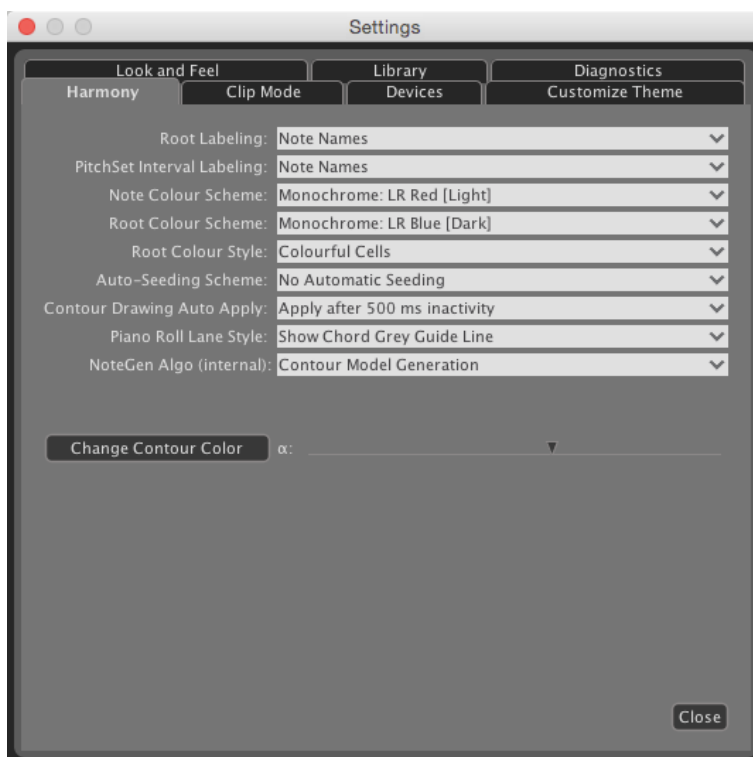 Settings
Look and Feel Library Diagnostics
Harmony Clip Mode Devices Customize Theme
Root Labeling: Note Names
PitchSet Interval Labeling: Note Names
Note Colour Scheme: Monochrome: LR Red [Light]
Root Colour Scheme: Monochrome: LR Blue [Dark]
Root Colour Style: Colourful Cells
Auto-Seeding Scheme: No Automatic Seeding
Contour Drawing Auto Apply: Apply after 500 ms inactivity
Piano Roll Lane Style: Show Chord Grey Guide Line
NoteGen Algo (internal): Contour Model Generation
Change Contour Color α:
Close